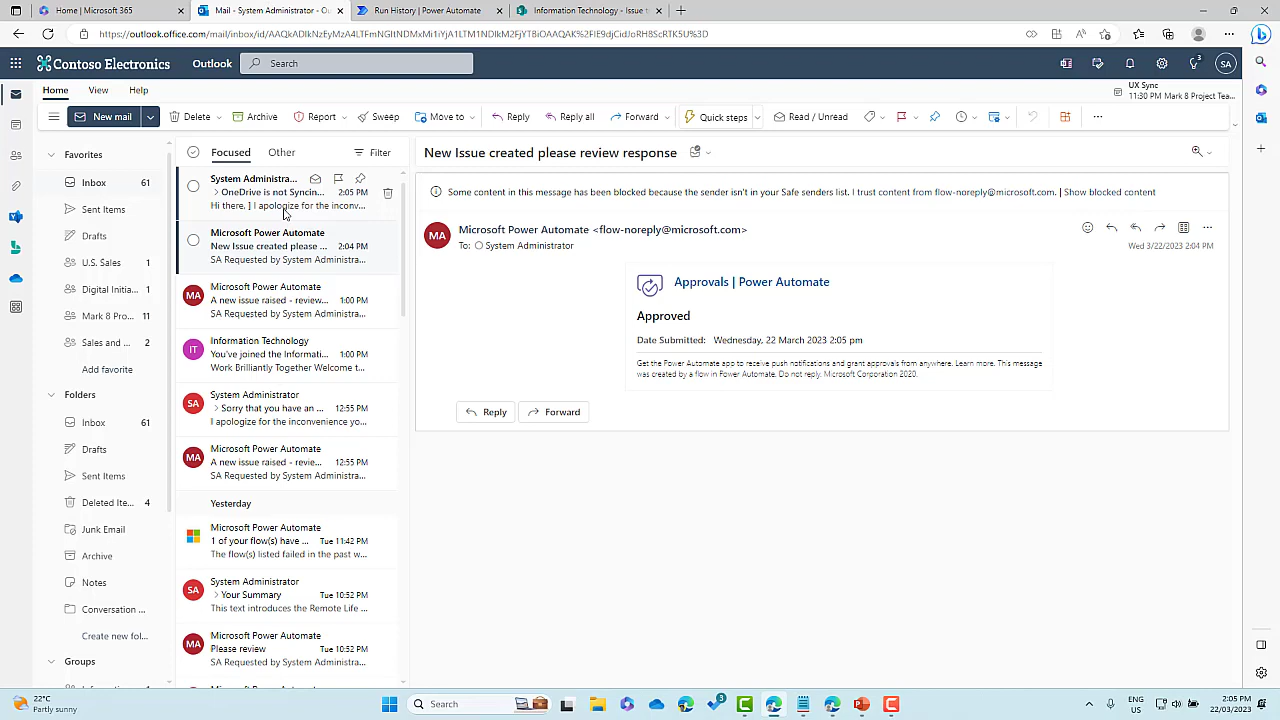 Home | Microsoft 365
Mail - System Administrator - Ou
Run History | Power Automate
Information Technology - Issue t
https://outlook.office.com/mail/inbox/id/
Contoso Electronics
Outlook
Search
3
SA
Home
View
Help
UX Sync
11:30 PM Mark 8 Project Tea...
New mail
Delete
Archive
Report
Sweep
Move to
Reply
Reply all
Forward
Quick steps
Read / Unread
Favorites
Inbox 61
Sent Items
Drafts
U.S. Sales 1
Digital Initia... 1
Mark 8 Pro... 11
Sales and ... 2
Add favorite
Folders
Inbox 61
Drafts
Sent Items
Deleted Ite... 4
Junk Email
Archive
Notes
Conversation ...
Create new fol...
Groups
Focused
Other
Filter
System Administra...
OneDrive is not Syncin... 2:05 PM
Hi there, ] I apologize for the inconv...
Microsoft Power Automate
New Issue created please ... 2:04 PM
SA Requested by System Administra...
MA
Microsoft Power Automate
A new issue raised - review... 1:00 PM
SA Requested by System Administra...
IT
Information Technology
You've joined the Informati... 1:00 PM
Work Brilliantly Together Welcome t...
SA
System Administrator
Sorry that you have an ... 12:55 PM
I apologize for the inconvenience yo...
MA
Microsoft Power Automate
A new issue raised - revie... 12:55 PM
SA Requested by System Administra...
Yesterday
Microsoft Power Automate
1 of your flow(s) have ... Tue 11:42 PM
The flow(s) listed failed in the past w...
SA
System Administrator
Your Summary Tue 10:52 PM
This text introduces the Remote Life ...
MA
Microsoft Power Automate
Please review Tue 10:52 PM
SA Requested by System Administra...
New Issue created please review response
Some content in this message has been blocked because the sender isn't in your Safe senders list. I trust content from flow-noreply@microsoft.com. | Show blocked content
MA
Microsoft Power Automate <flow-noreply@microsoft.com>
To: System Administrator
Wed 3/22/2023 2:04 PM
Approvals | Power Automate
Approved
Date Submitted: Wednesday, 22 March 2023 2:05 pm
Get the Power Automate app to receive push notifications and grant approvals from anywhere. Learn more. This message
was created by a flow in Power Automate. Do not reply. Microsoft Corporation 2020.
Reply
Forward
22°C
Partly sunny
Search
3
ENG
US
2:05 PM
22/03/2023